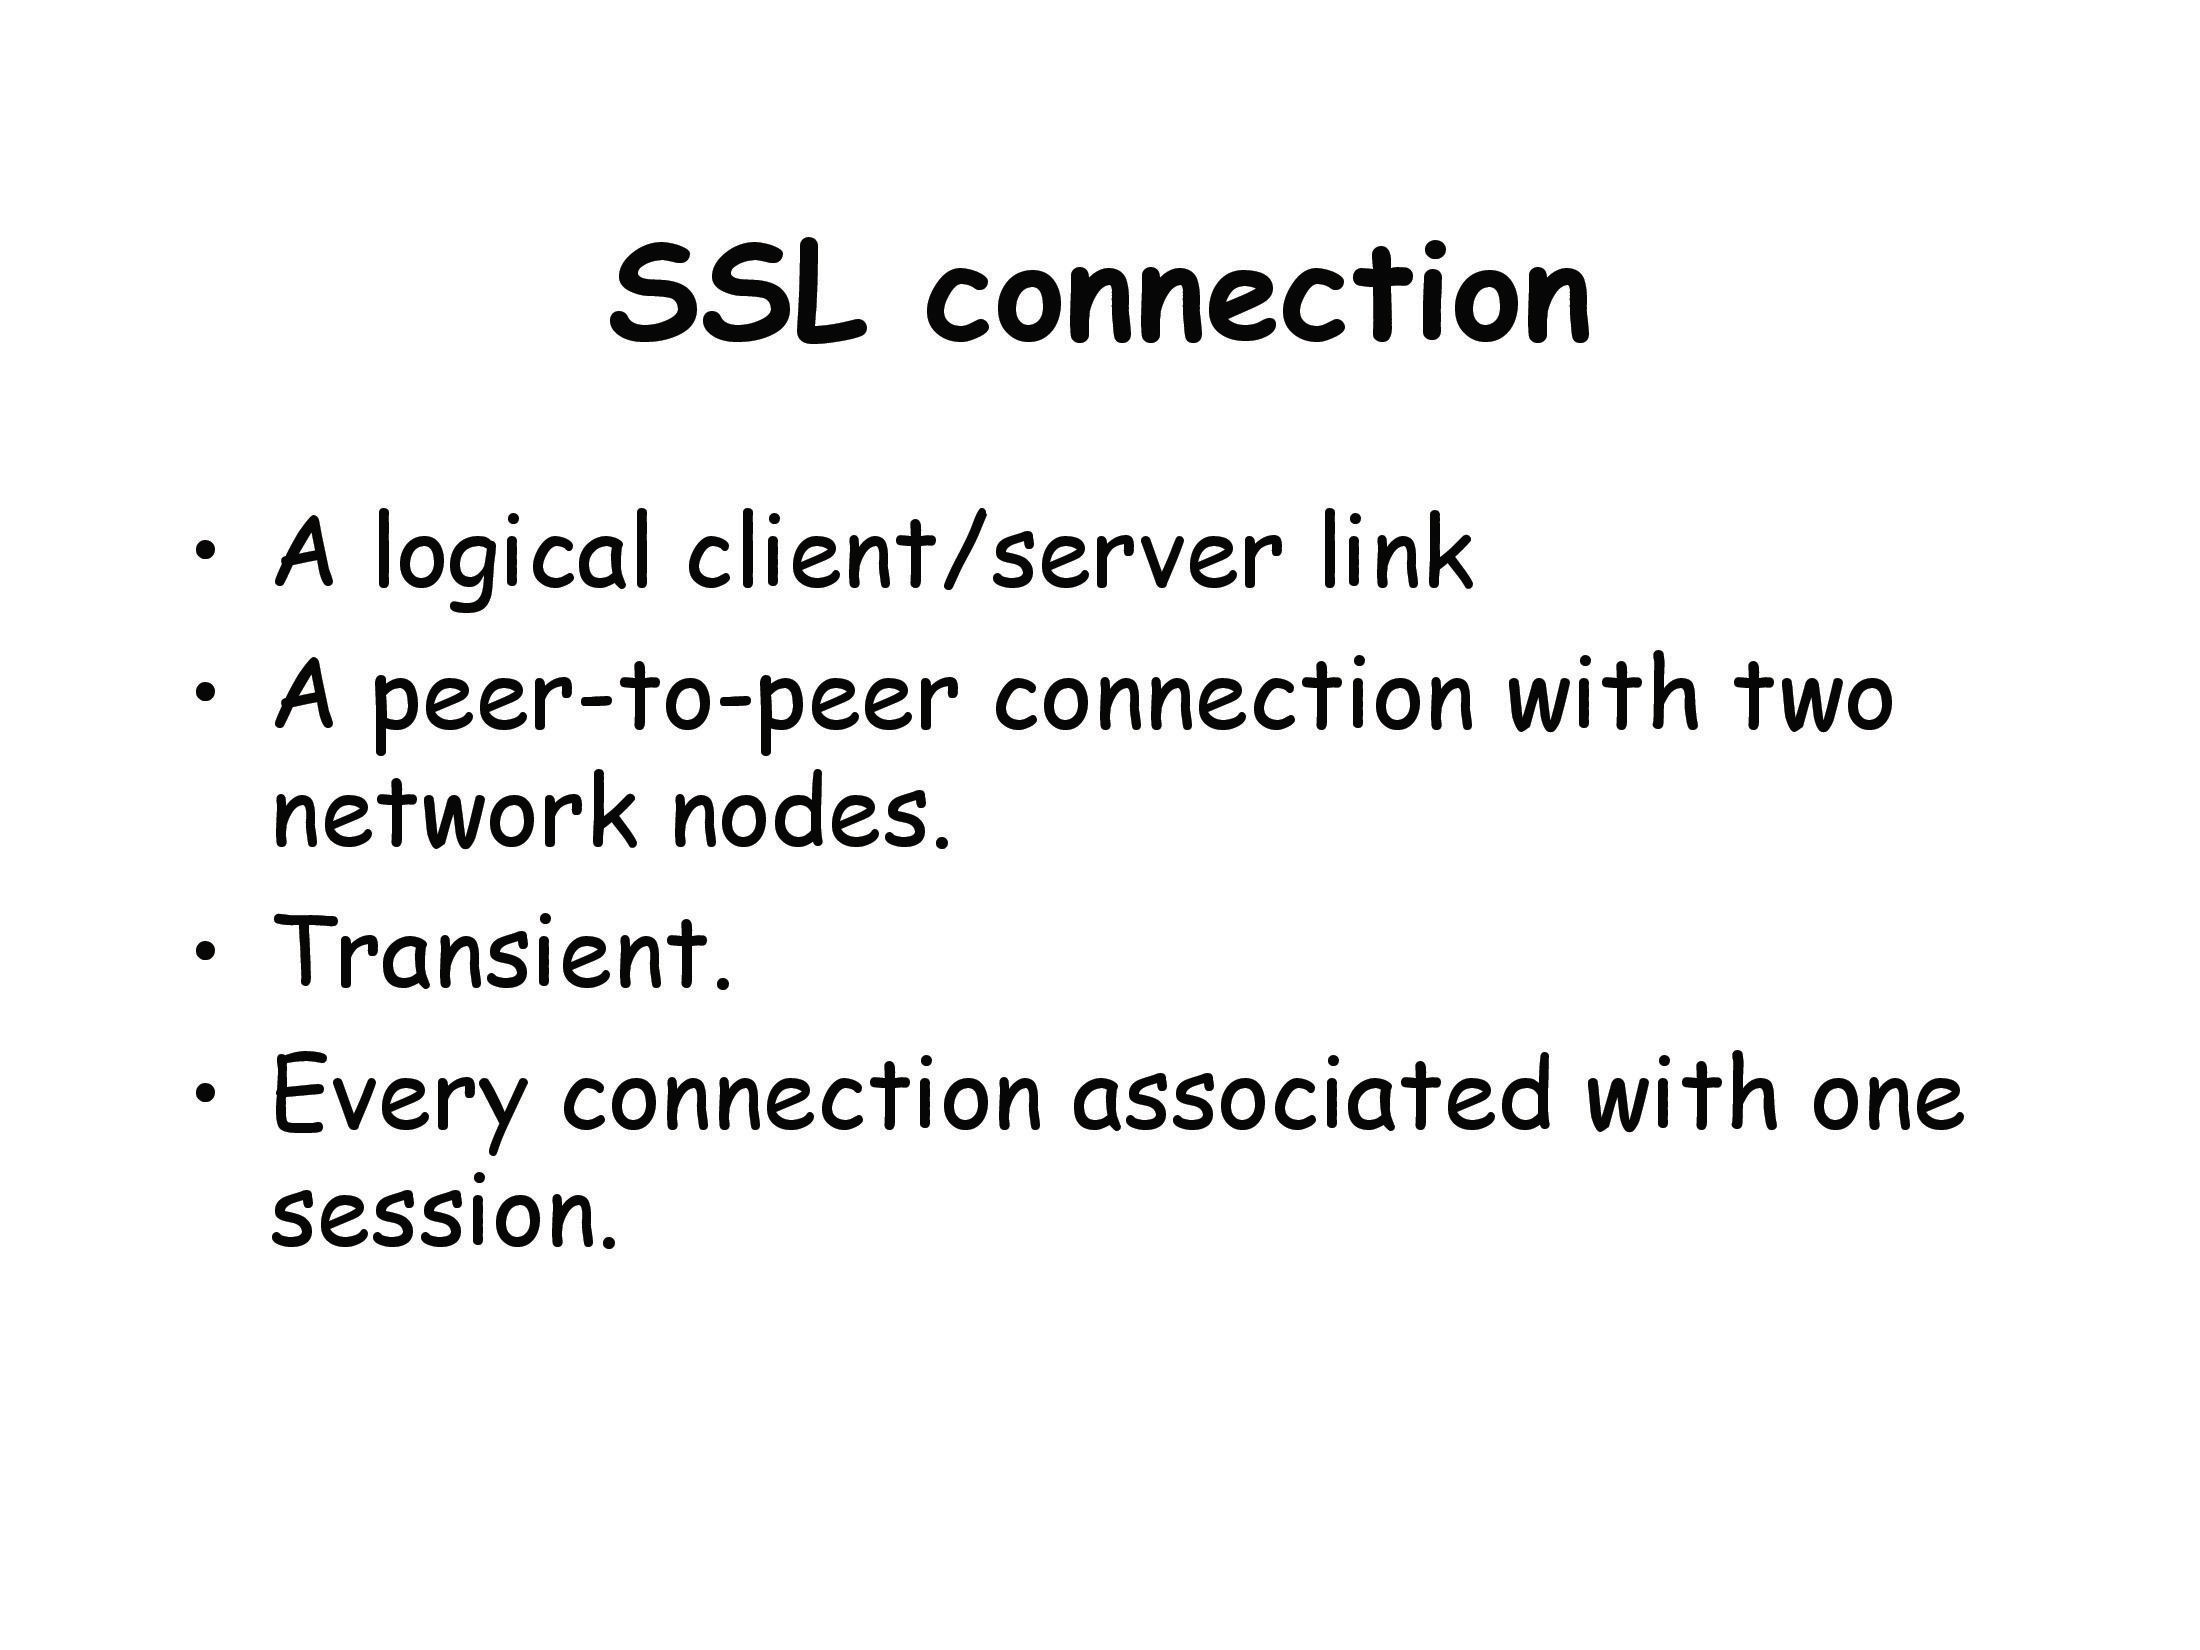 SSL connection
• A logical client/server link
• A peer-to-peer connection with two
network nodes.
• Transient.
• Every connection associated with one
session.